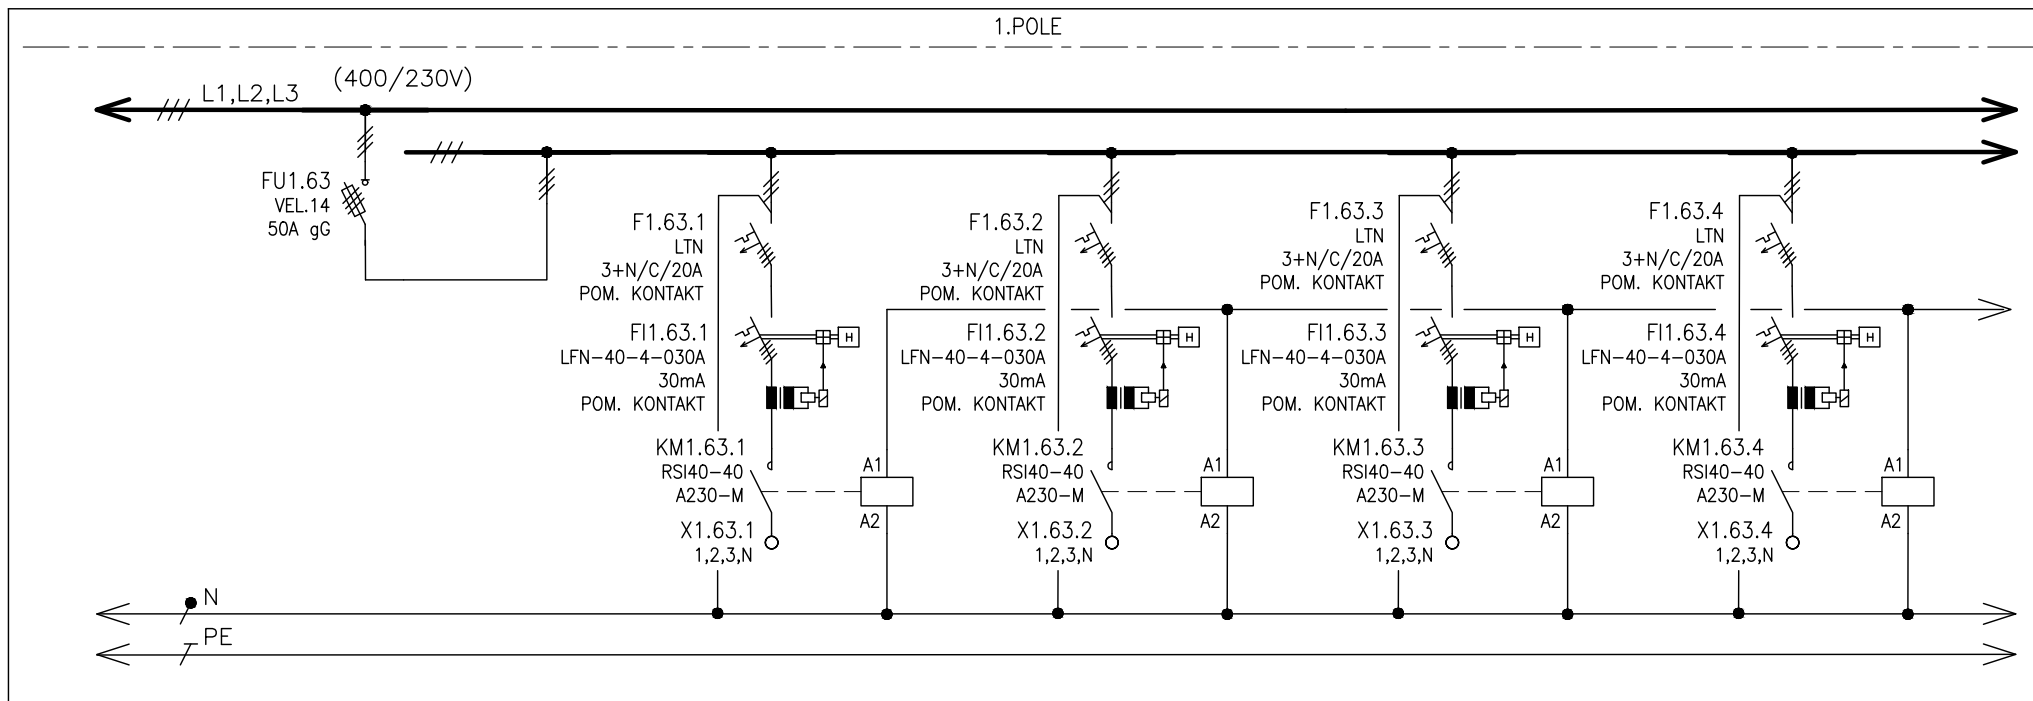 1.POLE
(400/230V)
L1,L2,L3
FU1.63
VEL.14
50A gG
F1.63.1
LTN
3+N/C/20A
POM. KONTAKT
FI1.63.1
LFN-40-4-030A
30mA
POM. KONTAKT
H
KM1.63.1
RSI40-40
A230-M
A1
A2
X1.63.1
1,2,3,N
F1.63.2
LTN
3+N/C/20A
POM. KONTAKT
FI1.63.2
LFN-40-4-030A
30mA
POM. KONTAKT
H
KM1.63.2
RSI40-40
A230-M
A1
A2
X1.63.2
1,2,3,N
F1.63.3
LTN
3+N/C/20A
POM. KONTAKT
FI1.63.3
LFN-40-4-030A
30mA
POM. KONTAKT
H
KM1.63.3
RSI40-40
A230-M
A1
A2
X1.63.3
1,2,3,N
F1.63.4
LTN
3+N/C/20A
POM. KONTAKT
FI1.63.4
LFN-40-4-030A
30mA
POM. KONTAKT
H
KM1.63.4
RSI40-40
A230-M
A1
A2
X1.63.4
1,2,3,N
N
PE